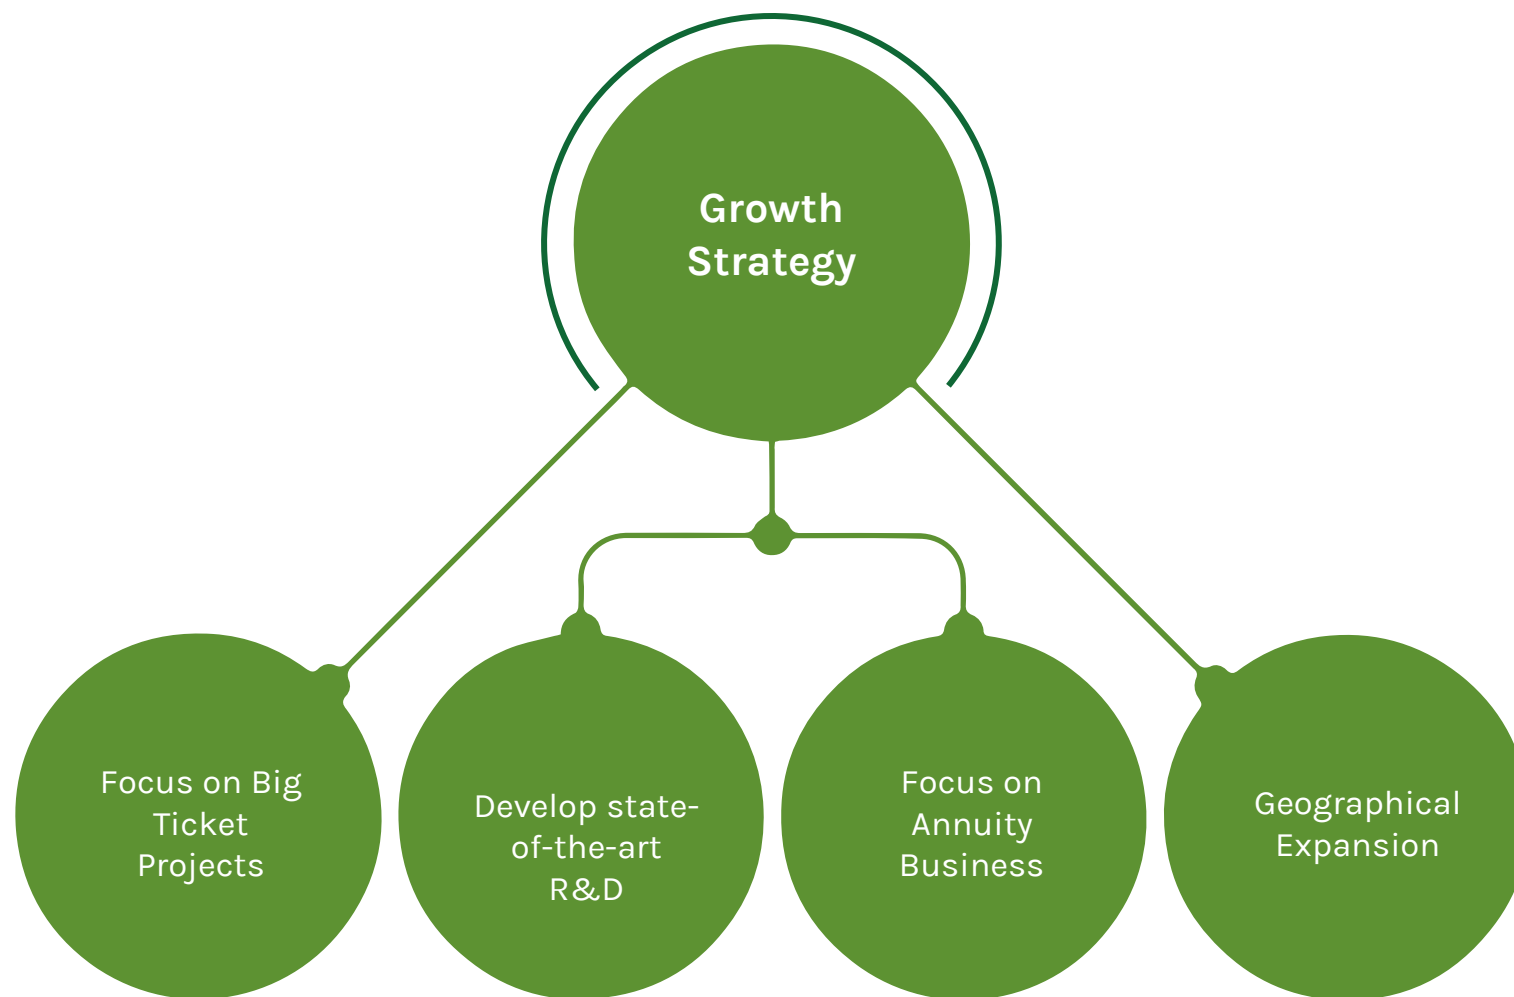 Growth
Strategy
Focus on Big
Ticket
Projects
Develop state-
of-the-art
R&D
Focus on
Annuity
Business
Geographical
Expansion